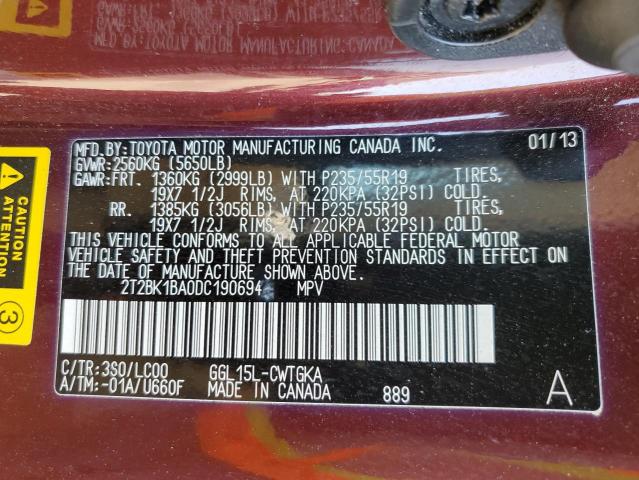 MFD.BY:TOYOTA MOTOR MANUFACTURING CANADA INC. 01/13
GVWR:2560KG (5650LB)
GAWR:FRT. 1360KG (2999LB) WITH P235/55R19 TIRES,
19X7 1/2J RIMS, AT 220KPA (32PSI) COLD.
RR. 1385KG (3056LB) WITH P235/55R19 TIRES,
19X7 1/2J RIMS, AT 220KPA (32PSI) COLD.
THIS VEHICLE CONFORMS TO ALL APPLICABLE FEDERAL MOTOR
VEHICLE SAFETY AND THEFT PREVENTION STANDARDS IN EFFECT ON
THE DATE OF MANUFACTURE SHOWN ABOVE.
2T2BK1BA0DC190694 MPV
C/TR:3S0/LC00 GGL15L-CWTGKA
A/TM:-01A/U660F MADE IN CANADA 889 A
CAUTION
ATTENTION
3